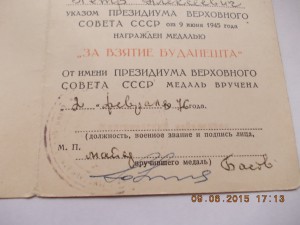 Петр Алексеевич
УКАЗОМ ПРЕЗИДИУМА ВЕРХОВНОГО
СОВЕТА СССР от 9 июня 1945 года
НАГРАЖДЕН МЕДАЛЬЮ
„ЗА ВЗЯТИЕ БУДАПЕШТА"
ОТ ИМЕНИ ПРЕЗИДИУМА ВЕРХОВНОГО
СОВЕТА СССР МЕДАЛЬ ВРУЧЕНА
2 февраля года.
(должность, воинское звание и подпись лица,
М. П.
майор
вручившего медаль) Басов
09.06.2015 17:13